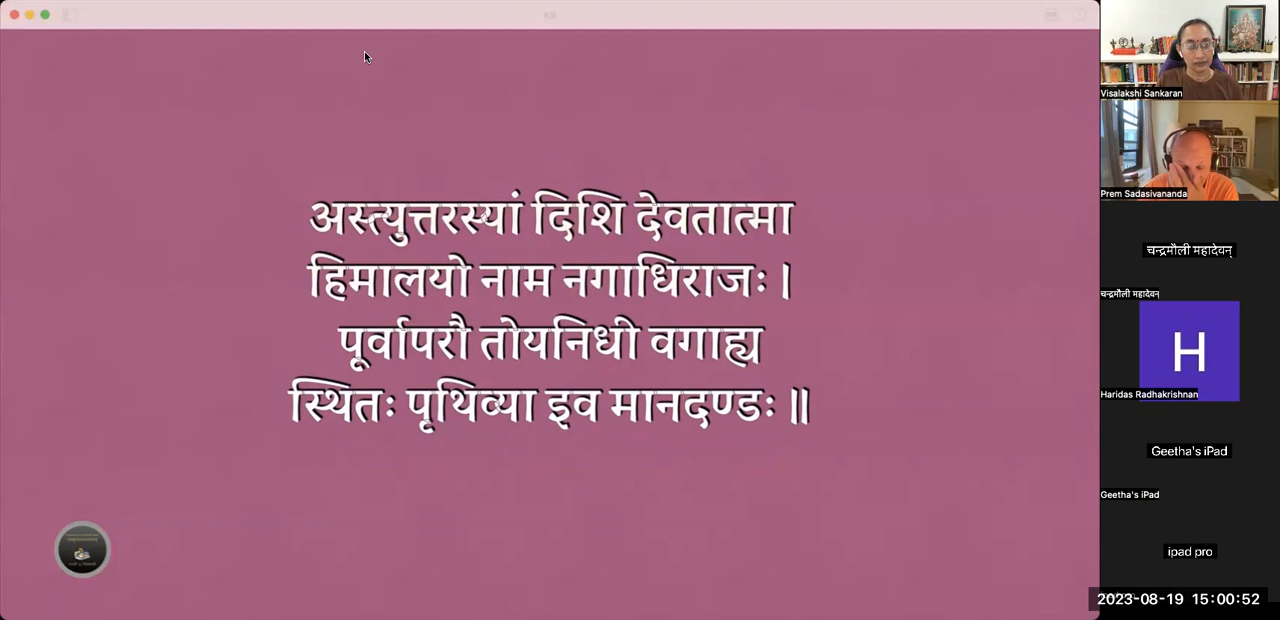 अस्त्युत्तरस्यां दिशि देवतात्मा
हिमालयो नाम नगाधिराजः ।
पूर्वापरौ तोयनिधी वगाह्य
स्थितः पृथिव्या इव मानदण्डः ॥
Visalakshi Sankaran
Prem Sadasivananda
चन्द्रमौली महादेवन्
चन्द्रमौली महादेवन्
H
Haridas Radhakrishnan
Geetha's iPad
Geetha's iPad
ipad pro
2023-08-19 15:00:52